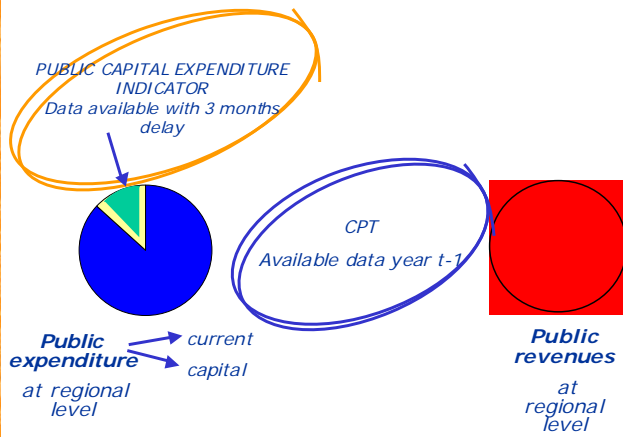 PUBLIC CAPITAL EXPENDITURE
INDICATOR
Data available with 3 months
delay
CPT
Available data year t-1
Public
expenditure
at regional
level
current
capital
Public
revenues
at
regional
level